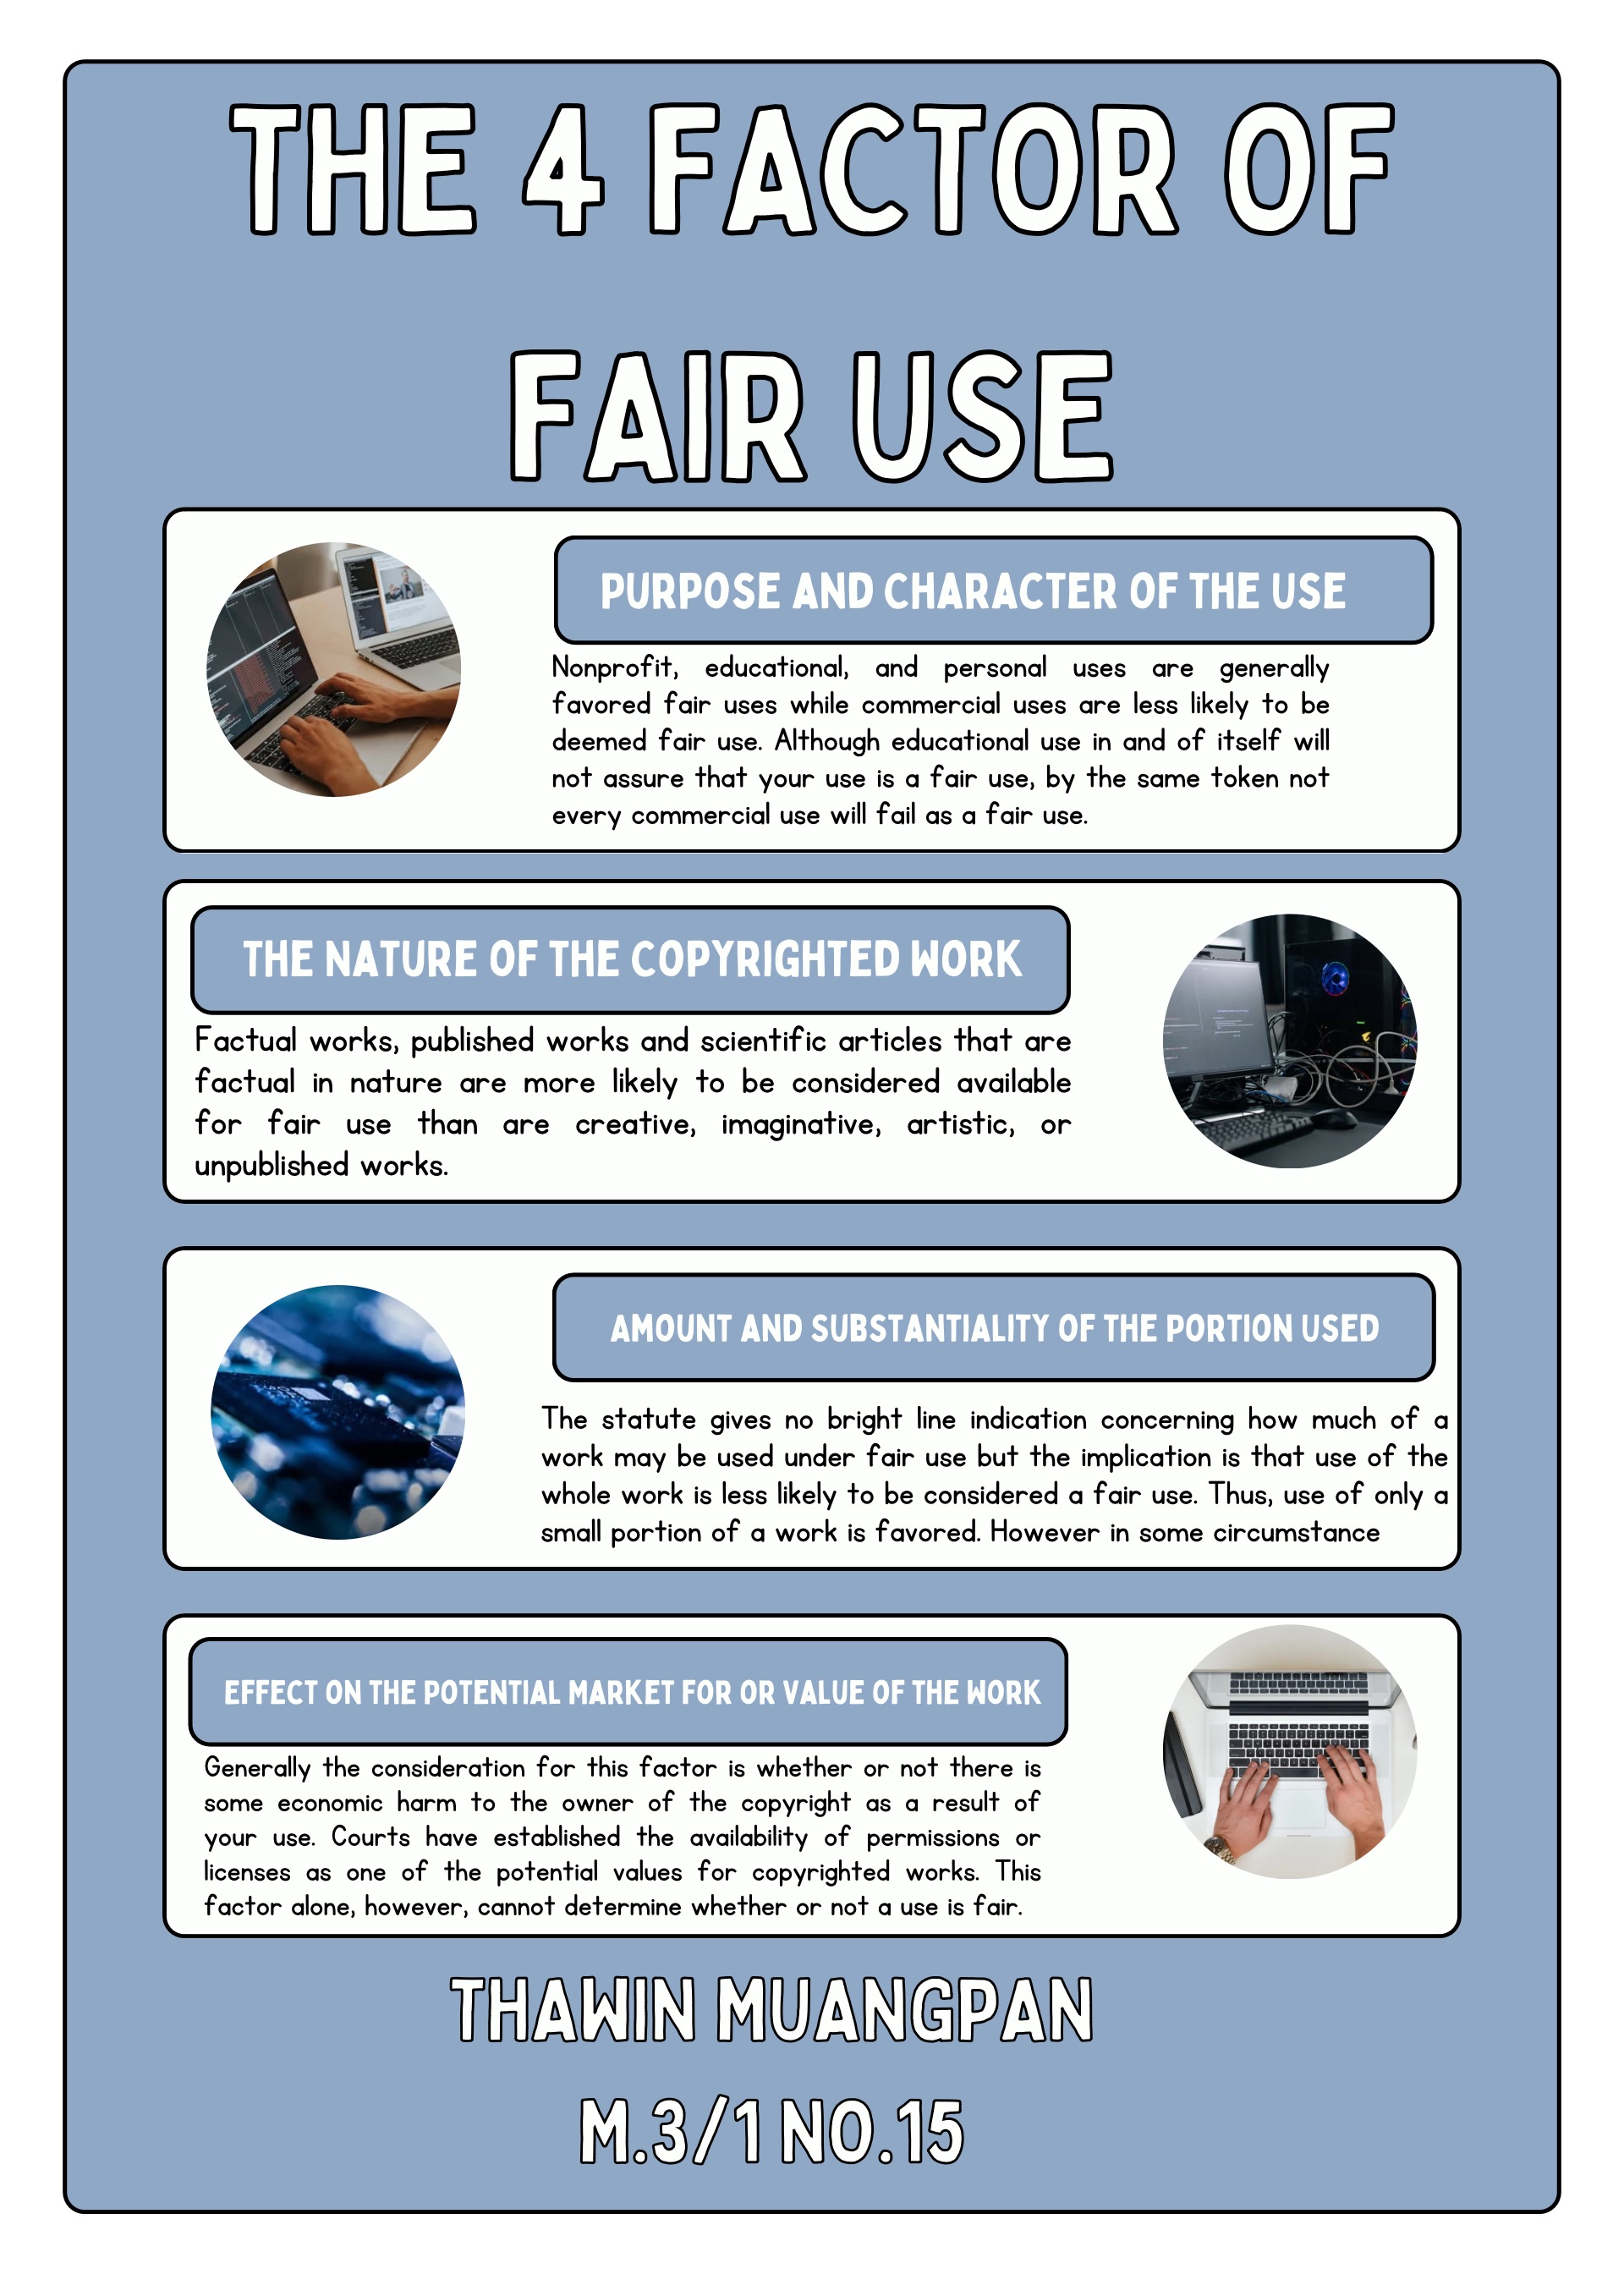 THE 4 FACTOR OF
FAIR USE
PURPOSE AND CHARACTER OF THE USE
Nonprofit, educational, and personal uses are generally
favored fair uses while commercial uses are less likely to be
deemed fair use. Although educational use in and of itself will
not assure that your use is a fair use, by the same token not
every commercial use will fail as a fair use.
THE NATURE OF THE COPYRIGHTED WORK
Factual works, published works and scientific articles that are
factual in nature are more likely to be considered available
for fair use than are creative, imaginative, artistic, or
unpublished works.
AMOUNT AND SUBSTANTIALITY OF THE PORTION USED
The statute gives no bright line indication concerning how much of a
work may be used under fair use but the implication is that use of the
whole work is less likely to be considered a fair use. Thus, use of only a
small portion of a work is favored. However in some circumstance
EFFECT ON THE POTENTIAL MARKET FOR OR VALUE OF THE WORK
Generally the consideration for this factor is whether or not there is
some economic harm to the owner of the copyright as a result of
your use. Courts have established the availability of permissions or
licenses as one of the potential values for copyrighted works. This
factor alone, however, cannot determine whether or not a use is fair.
THAWIN MUANGPAN
M.3/1 NO.15